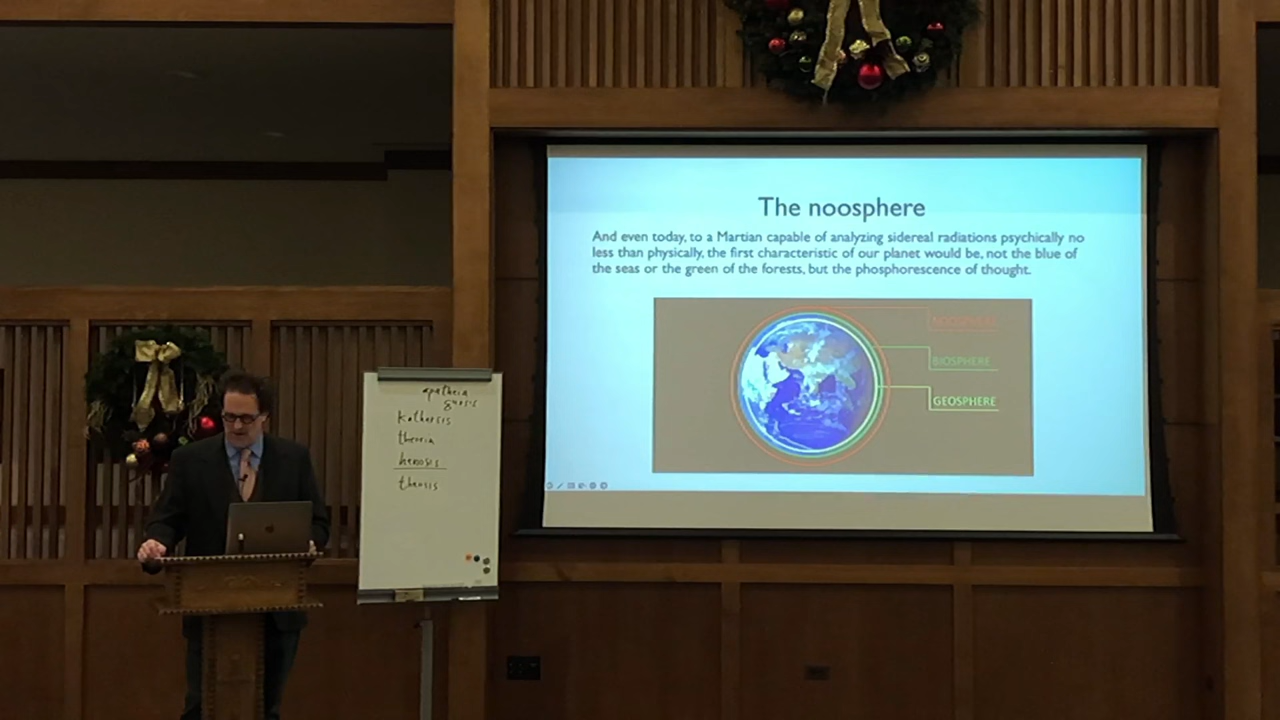 apatheia
gnosis
katharsis
theoria
henosis
theosis
The noosphere
And even today, to a Martian capable of analyzing sidereal radiations psychically no
less than physically, the first characteristic of our planet would be, not the blue of
the seas or the green of the forests, but the phosphorescence of thought.
NOOSPHERE
BIOSPHERE
GEOSPHERE